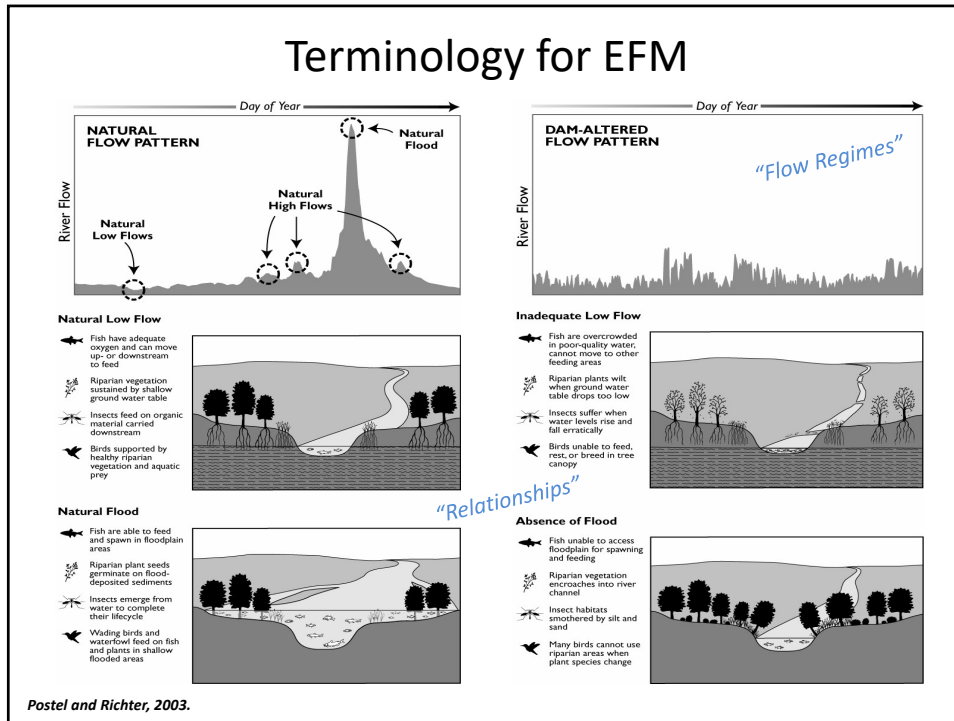 Terminology for EFM
Day of Year
NATURAL
FLOW PATTERN
Natural
Flood
Natural
High Flows
Natural
Low Flows
River Flow
Natural Low Flow
Fish have adequate
oxygen and can move
up- or downstream
to feed
Riparian vegetation
sustained by shallow
ground water table
Insects feed on organic
material carried
downstream
Birds supported by
healthy riparian
vegetation and aquatic
prey
Natural Flood
Fish are able to feed
and spawn in floodplain
areas
Riparian plant seeds
germinate on flood-
deposited sediments
Insects emerge from
water to complete
their lifecycle
Wading birds and
waterfowl feed on fish
and plants in shallow
flooded areas
"Relationships"
Day of Year
DAM-ALTERED
FLOW PATTERN
"Flow Regimes"
River Flow
Inadequate Low Flow
Fish are overcrowded
in poor-quality water,
cannot move to other
feeding areas
Riparian plants wilt
when ground water
table drops too low
Insects suffer when
water levels rise and
fall erratically
Birds unable to feed,
rest, or breed in tree
canopy
Absence of Flood
Fish unable to access
floodplain for spawning
and feeding
Riparian vegetation
encroaches into river
channel
Insect habitats
smothered by silt and
sand
Many birds cannot use
riparian areas when
plant species change
Postel and Richter, 2003.